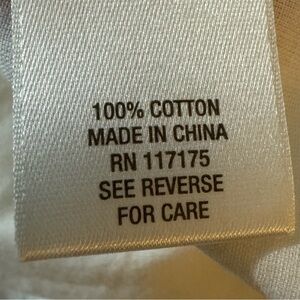 100% COTTON
MADE IN CHINA
RN 117175
SEE REVERSE
FOR CARE